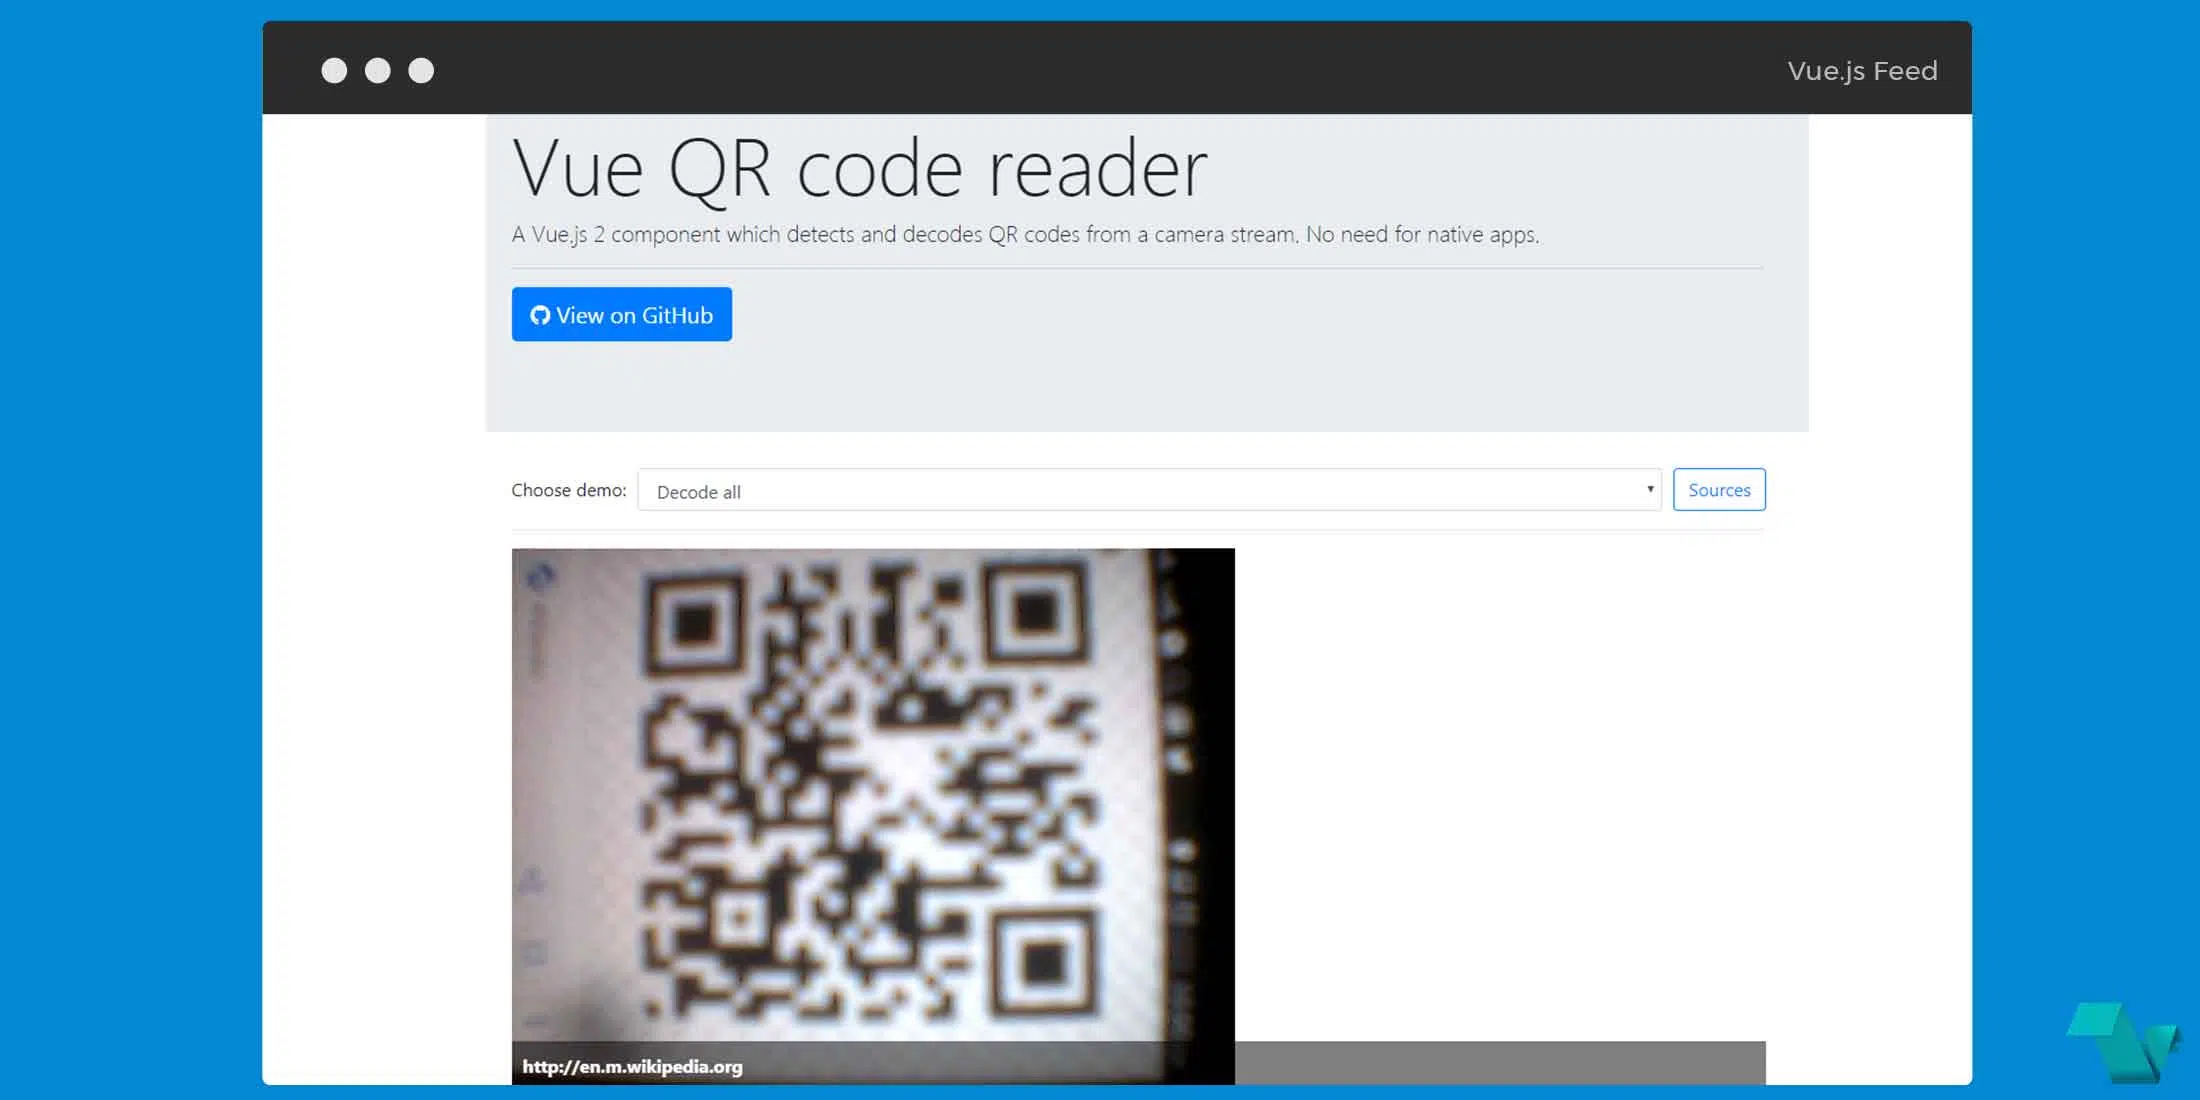 Vue.js Feed
Vue QR code reader
A Vue.js 2 component which detects and decodes QR codes from a camera stream. No need for native apps.
View on GitHub
Choose demo: Decode all Sources
http://en.m.wikipedia.org